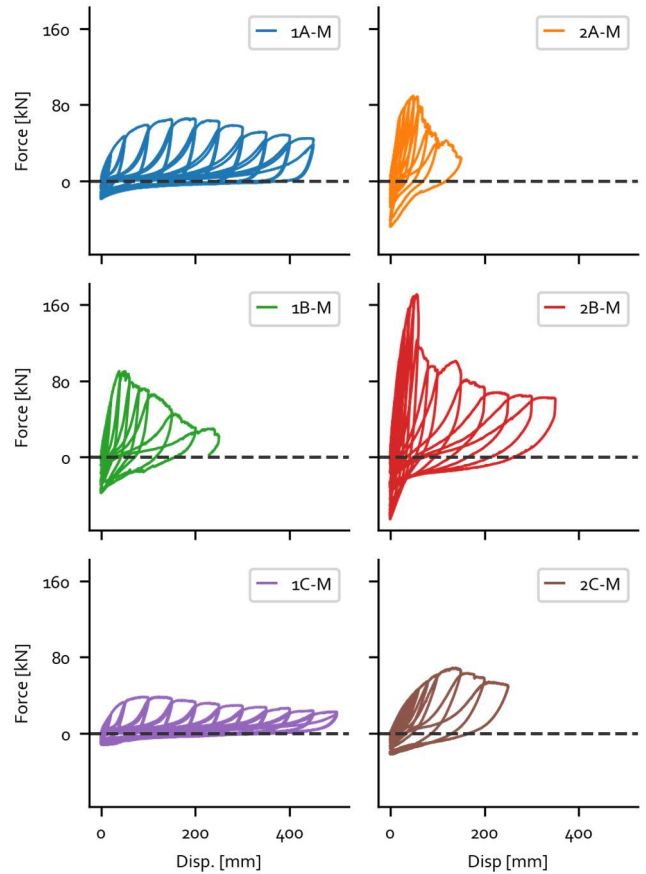 160
80
0
Force [kN]
1A-M
2A-M
160
80
0
Force [kN]
1B-M
2B-M
160
80
0
Force [kN]
1C-M
2C-M
0 200 400
0 200 400
Disp. [mm]
Disp [mm]